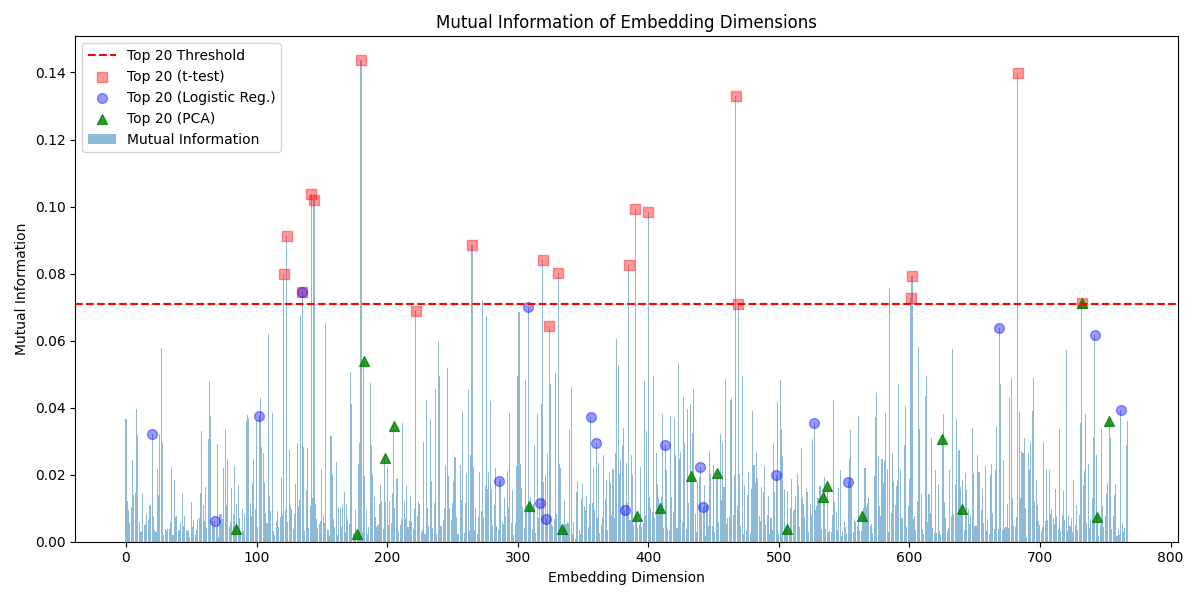 Mutual Information of Embedding Dimensions
Top 20 Threshold
Top 20 (t-test)
Top 20 (Logistic Reg.)
Top 20 (PCA)
Mutual Information
Mutual Information
0.14
0.12
0.10
0.08
0.06
0.04
0.02
0.00
0 100 200 300 400 500 600 700 800
Embedding Dimension